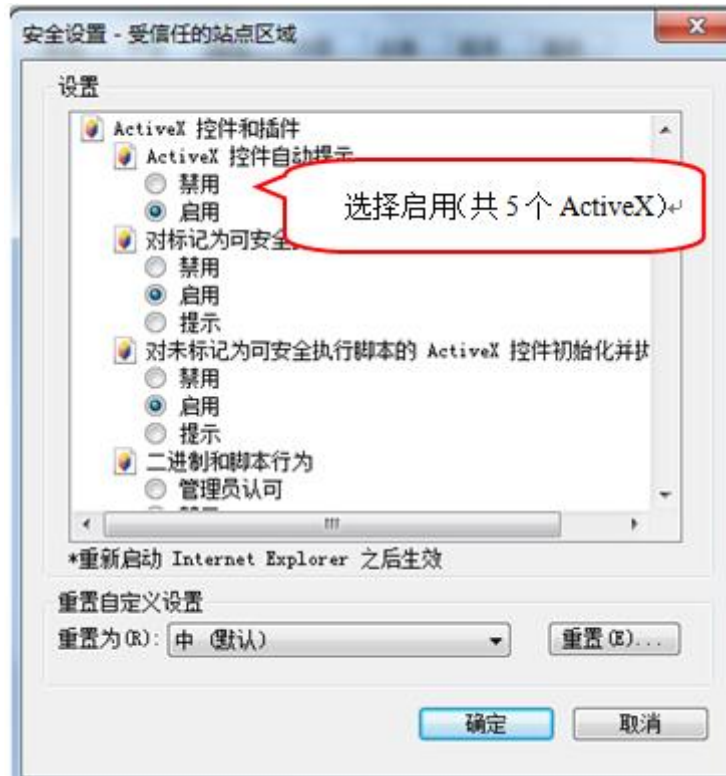 安全设置 - 受信任的站点区域
设置
ActiveX 控件和插件
ActiveX 控件自动提示
禁用
启用
选择启用(共 5 个 ActiveX)↵
对标记为可安全
禁用
启用
提示
对未标记为可安全执行脚本的 ActiveX 控件初始化并执
禁用
启用
提示
二进制和脚本行为
管理员认可
*重新启动 Internet Explorer 之后生效
重置自定义设置
重置为(R): 中 (默认)
重置(E)...
确定
取消